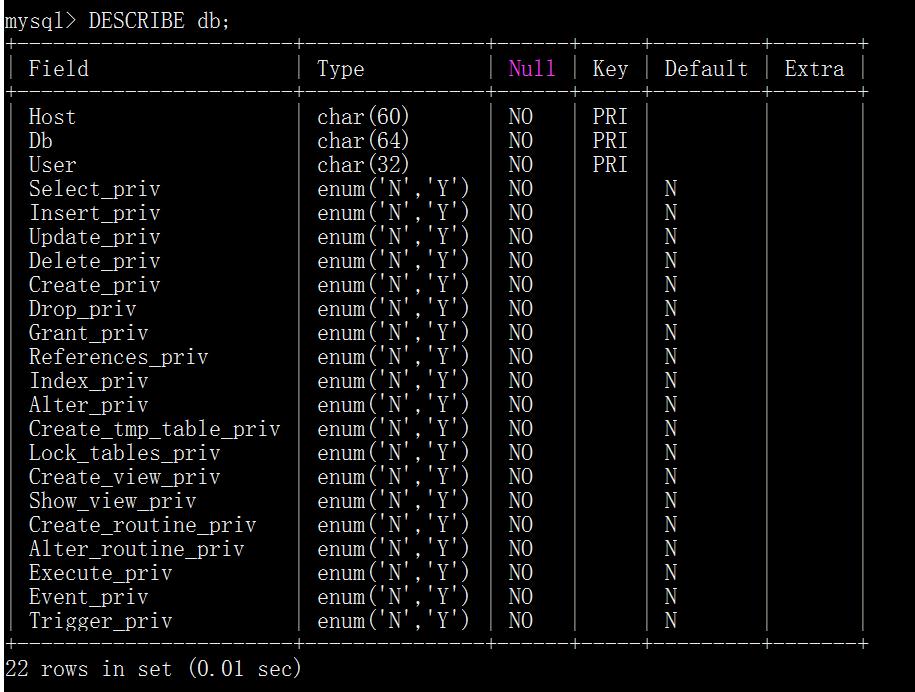 mysql> DESCRIBE db;
+-----------------------+---------------+------+-----+---------+-------+
| Field                 | Type          | Null | Key | Default | Extra |
+-----------------------+---------------+------+-----+---------+-------+
| Host                  | char(60)      | NO   | PRI |         |       |
| Db                    | char(64)      | NO   | PRI |         |       |
| User                  | char(32)      | NO   | PRI |         |       |
| Select_priv           | enum('N','Y') | NO   |     | N       |       |
| Insert_priv           | enum('N','Y') | NO   |     | N       |       |
| Update_priv           | enum('N','Y') | NO   |     | N       |       |
| Delete_priv           | enum('N','Y') | NO   |     | N       |       |
| Create_priv           | enum('N','Y') | NO   |     | N       |       |
| Drop_priv             | enum('N','Y') | NO   |     | N       |       |
| Grant_priv            | enum('N','Y') | NO   |     | N       |       |
| References_priv       | enum('N','Y') | NO   |     | N       |       |
| Index_priv            | enum('N','Y') | NO   |     | N       |       |
| Alter_priv            | enum('N','Y') | NO   |     | N       |       |
| Create_tmp_table_priv | enum('N','Y') | NO   |     | N       |       |
| Lock_tables_priv      | enum('N','Y') | NO   |     | N       |       |
| Create_view_priv      | enum('N','Y') | NO   |     | N       |       |
| Show_view_priv        | enum('N','Y') | NO   |     | N       |       |
| Create_routine_priv   | enum('N','Y') | NO   |     | N       |       |
| Alter_routine_priv    | enum('N','Y') | NO   |     | N       |       |
| Execute_priv          | enum('N','Y') | NO   |     | N       |       |
| Event_priv            | enum('N','Y') | NO   |     | N       |       |
| Trigger_priv          | enum('N','Y') | NO   |     | N       |       |
+-----------------------+---------------+------+-----+---------+-------+
22 rows in set (0.01 sec)